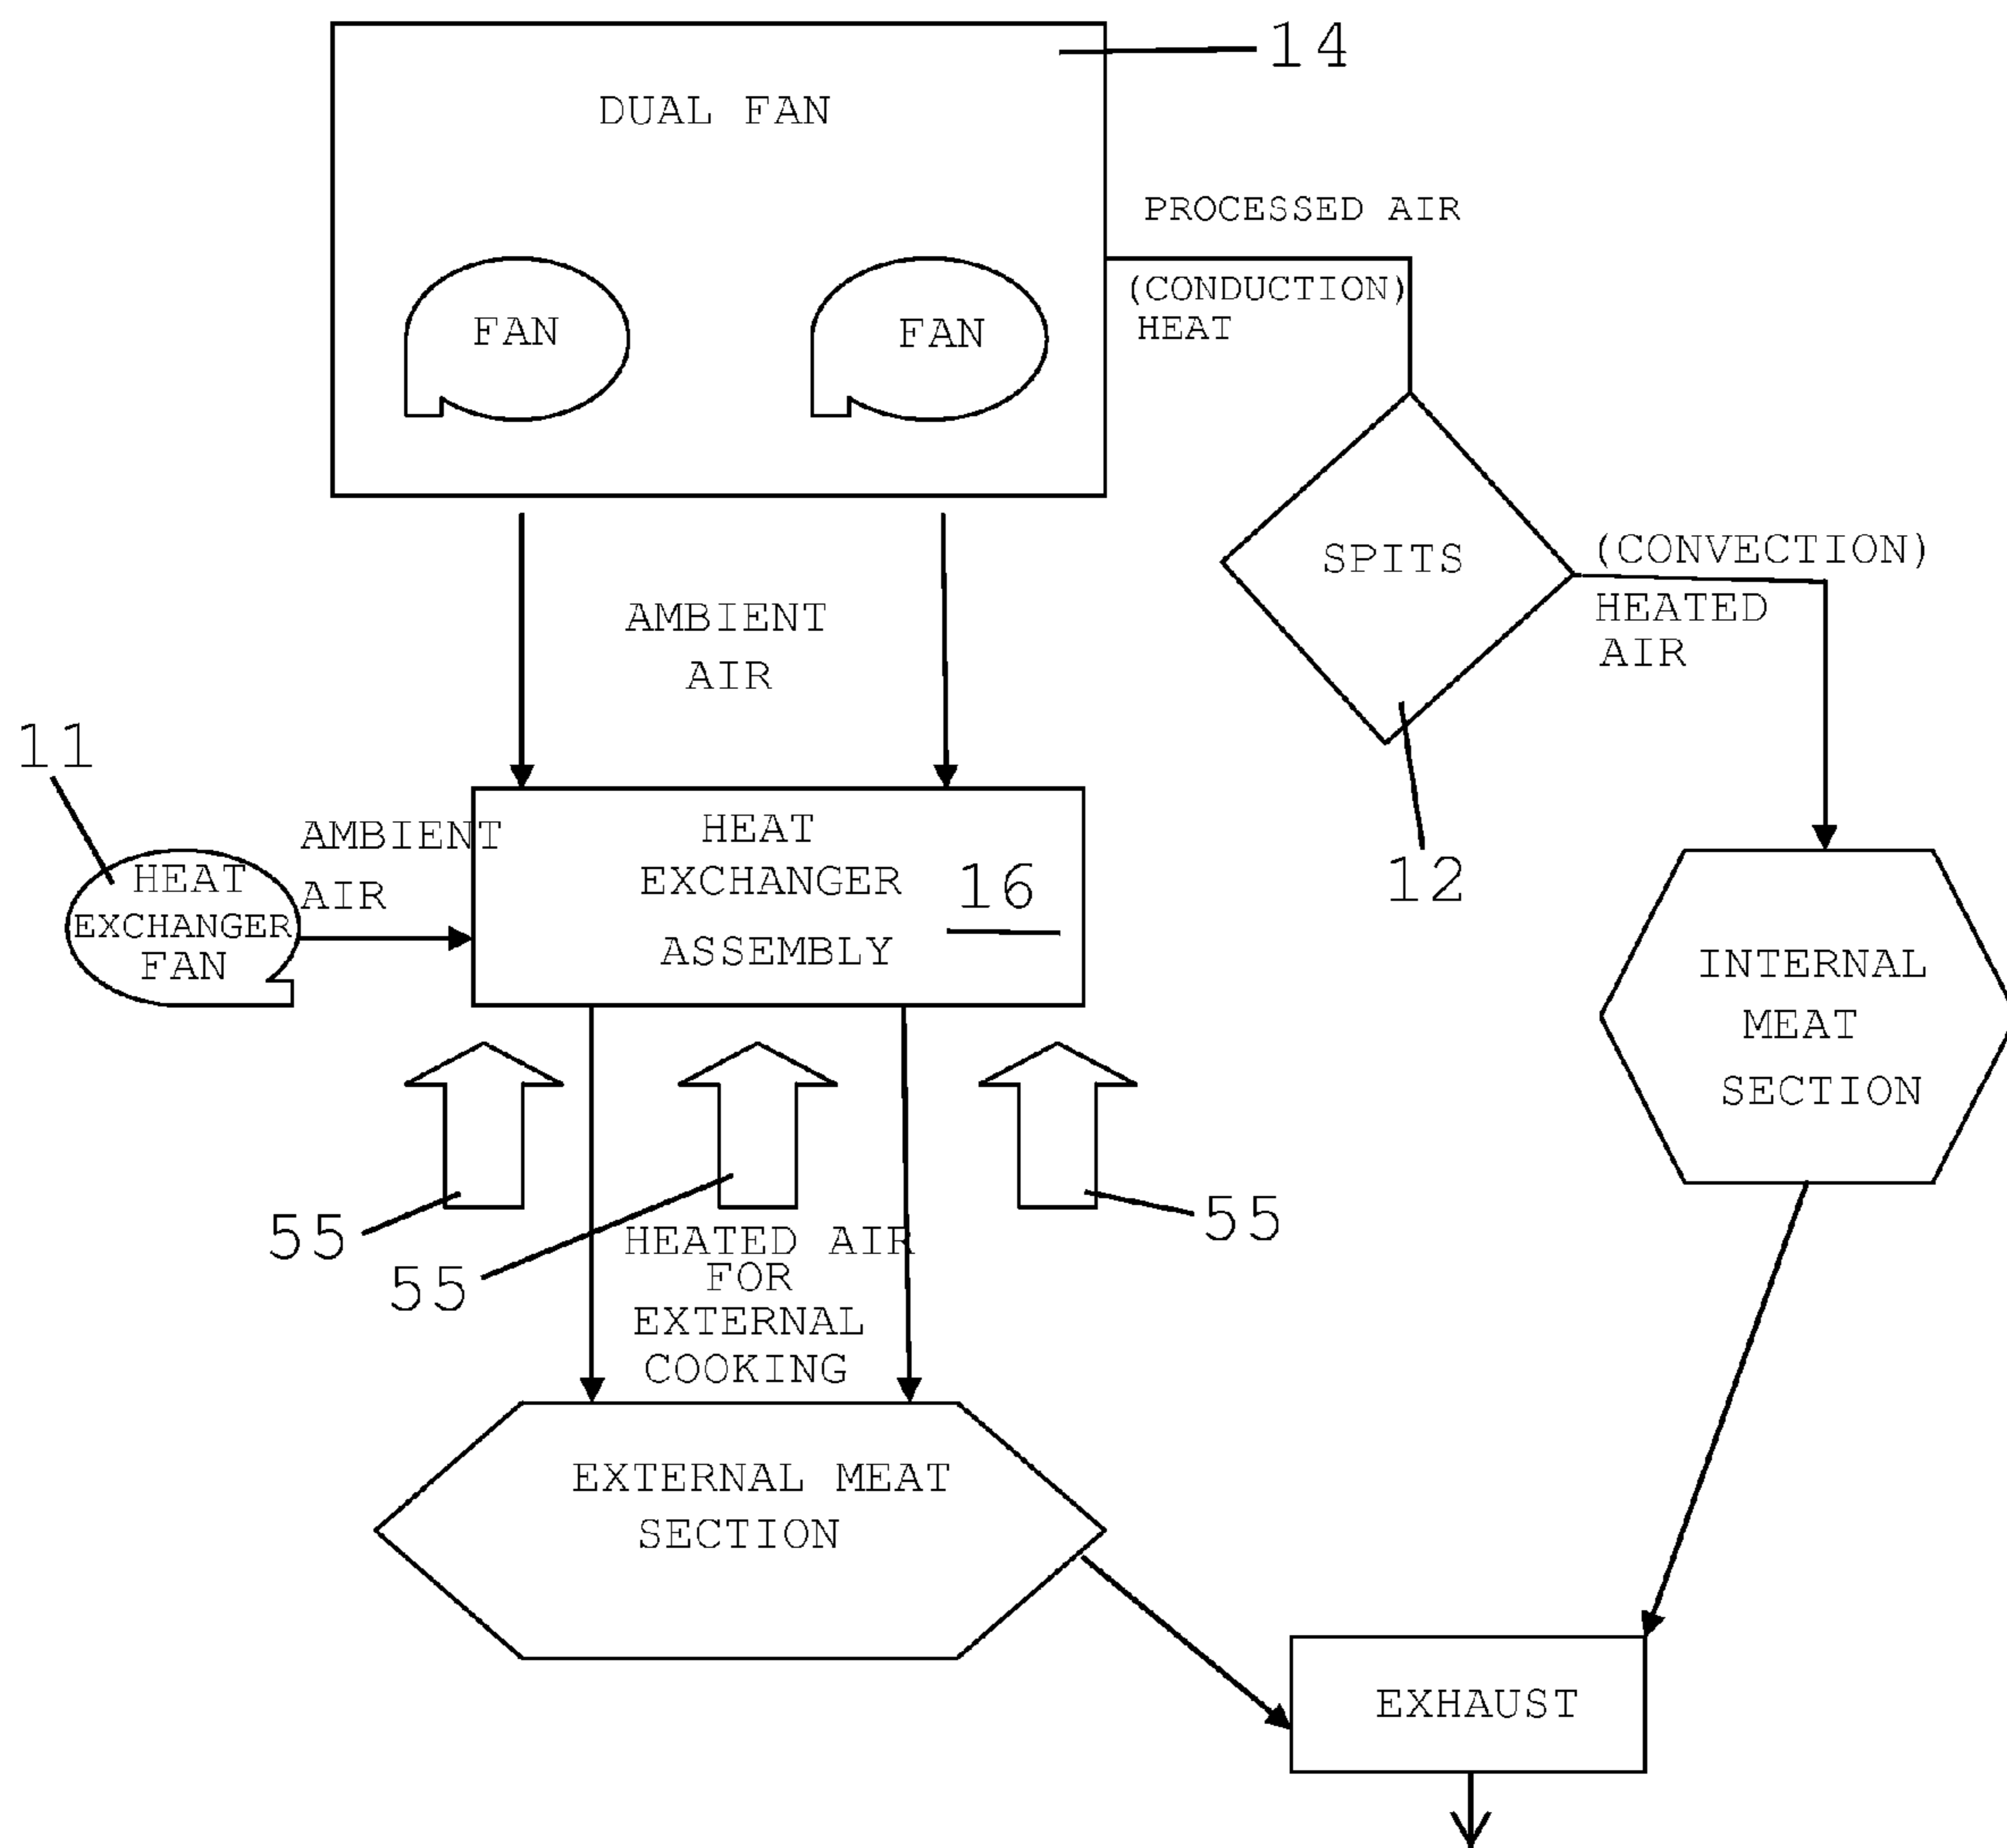 14
DUAL FAN
PROCESSED AIR
(CONDUCTION)
HEAT
FAN
FAN
SPITS
(CONVECTION)
HEATED
AIR
12
AMBIENT
AIR
11
HEAT
EXCHANGER
FAN
AMBIENT
AIR
HEAT
EXCHANGER
ASSEMBLY
16
INTERNAL
MEAT
SECTION
55
55
55
HEATED AIR
FOR
EXTERNAL
COOKING
EXTERNAL MEAT
SECTION
EXHAUST